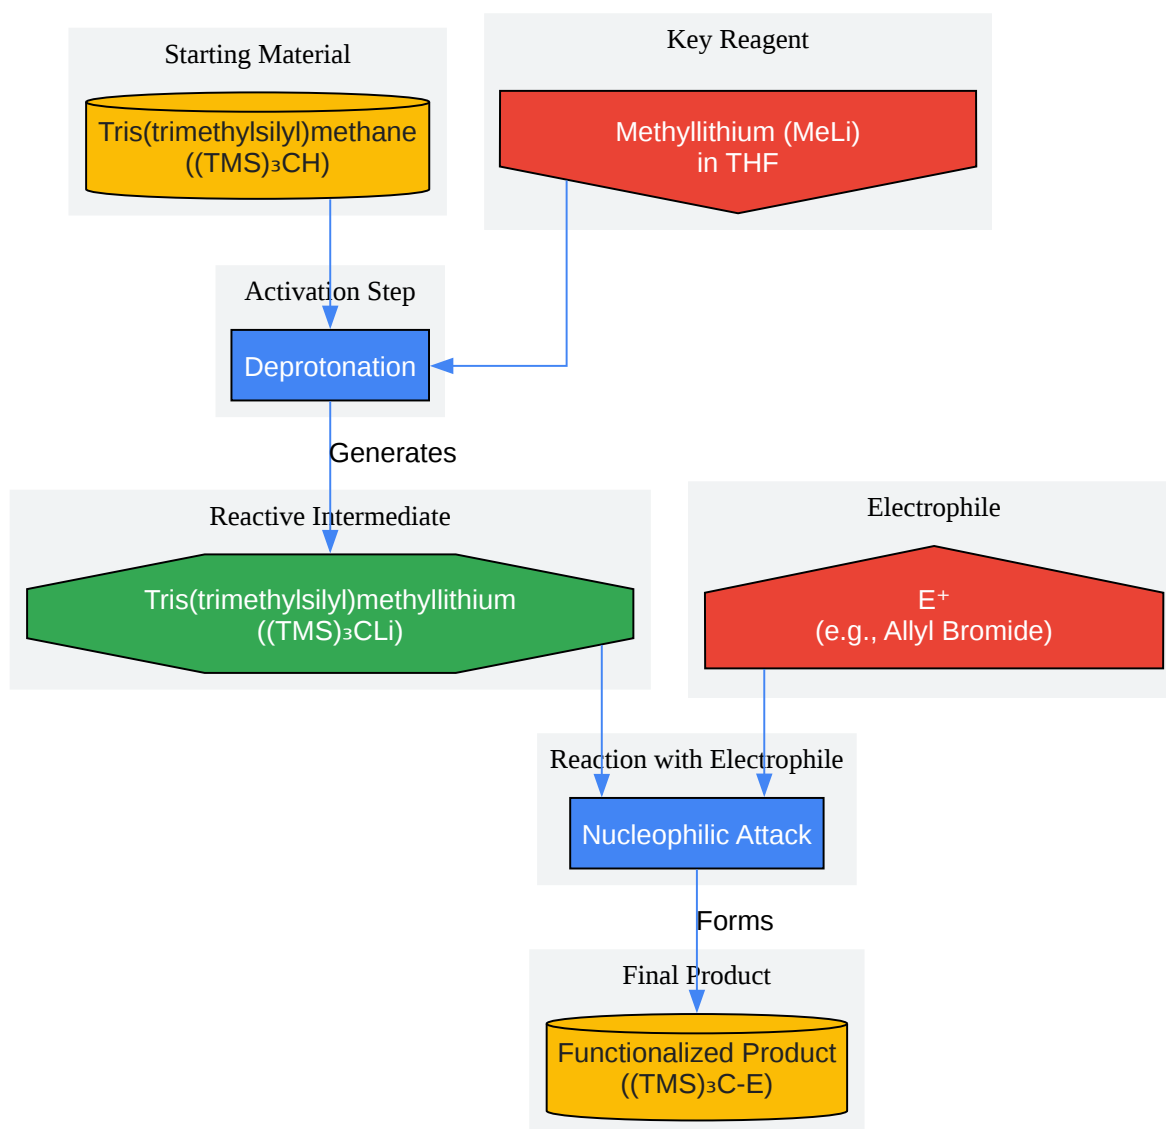 Starting Material
Tris(trimethylsilyl)methane
((TMS)₃CH)
Key Reagent
Methyllithium (MeLi)
in THF
Activation Step
Deprotonation
Generates
Reactive Intermediate
Tris(trimethylsilyl)methyllithium
((TMS)₃CLi)
Electrophile
E⁺
(e.g., Allyl Bromide)
Reaction with Electrophile
Nucleophilic Attack
Forms
Final Product
Functionalized Product
((TMS)₃C-E)